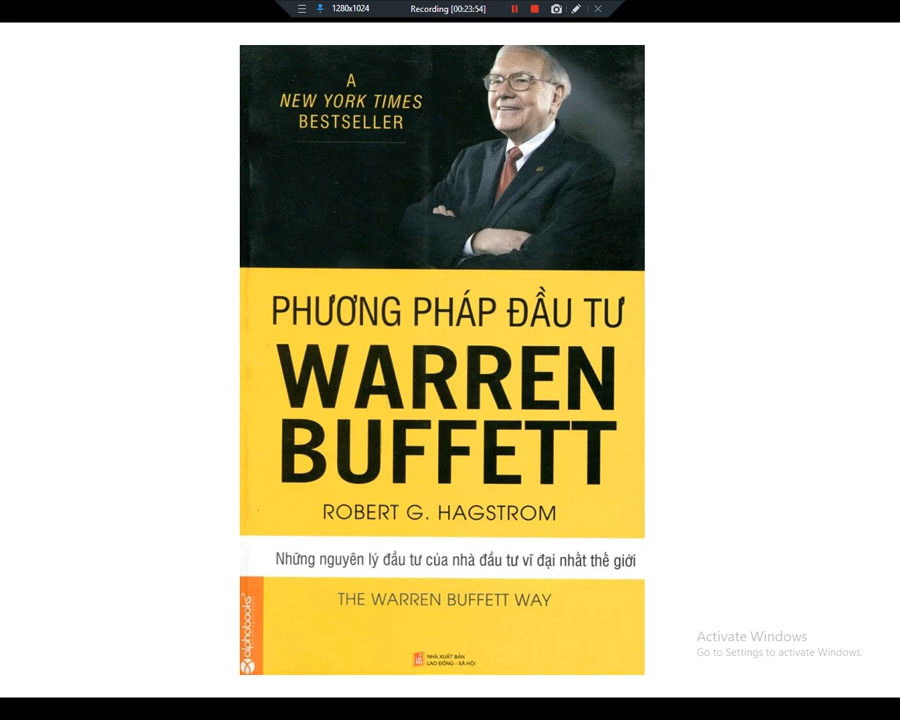 1280x1024
Recording [00:23:54]
A
NEW YORK TIMES
BESTSELLER
PHƯƠNG PHÁP ĐẦU TƯ
WARREN
BUFFETT
ROBERT G. HAGSTROM
Những nguyên lý đầu tư của nhà đầu tư vĩ đại nhất thế giới
THE WARREN BUFFETT WAY
alphabooks®
NHÀ XUẤT BẢN
LAO ĐỘNG - XÃ HỘI
Activate Windows
Go to Settings to activate Windows.